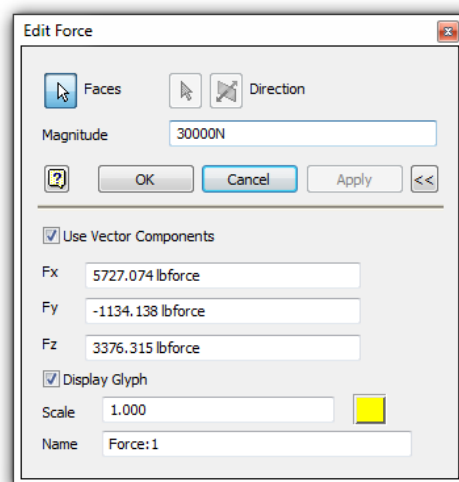 Edit Force
Faces
Direction
Magnitude 30000N
OK Cancel Apply <<
Use Vector Components
Fx 5727.074 lbforce
Fy -1134.138 lbforce
Fz 3376.315 lbforce
Display Glyph
Scale 1.000
Name Force:1